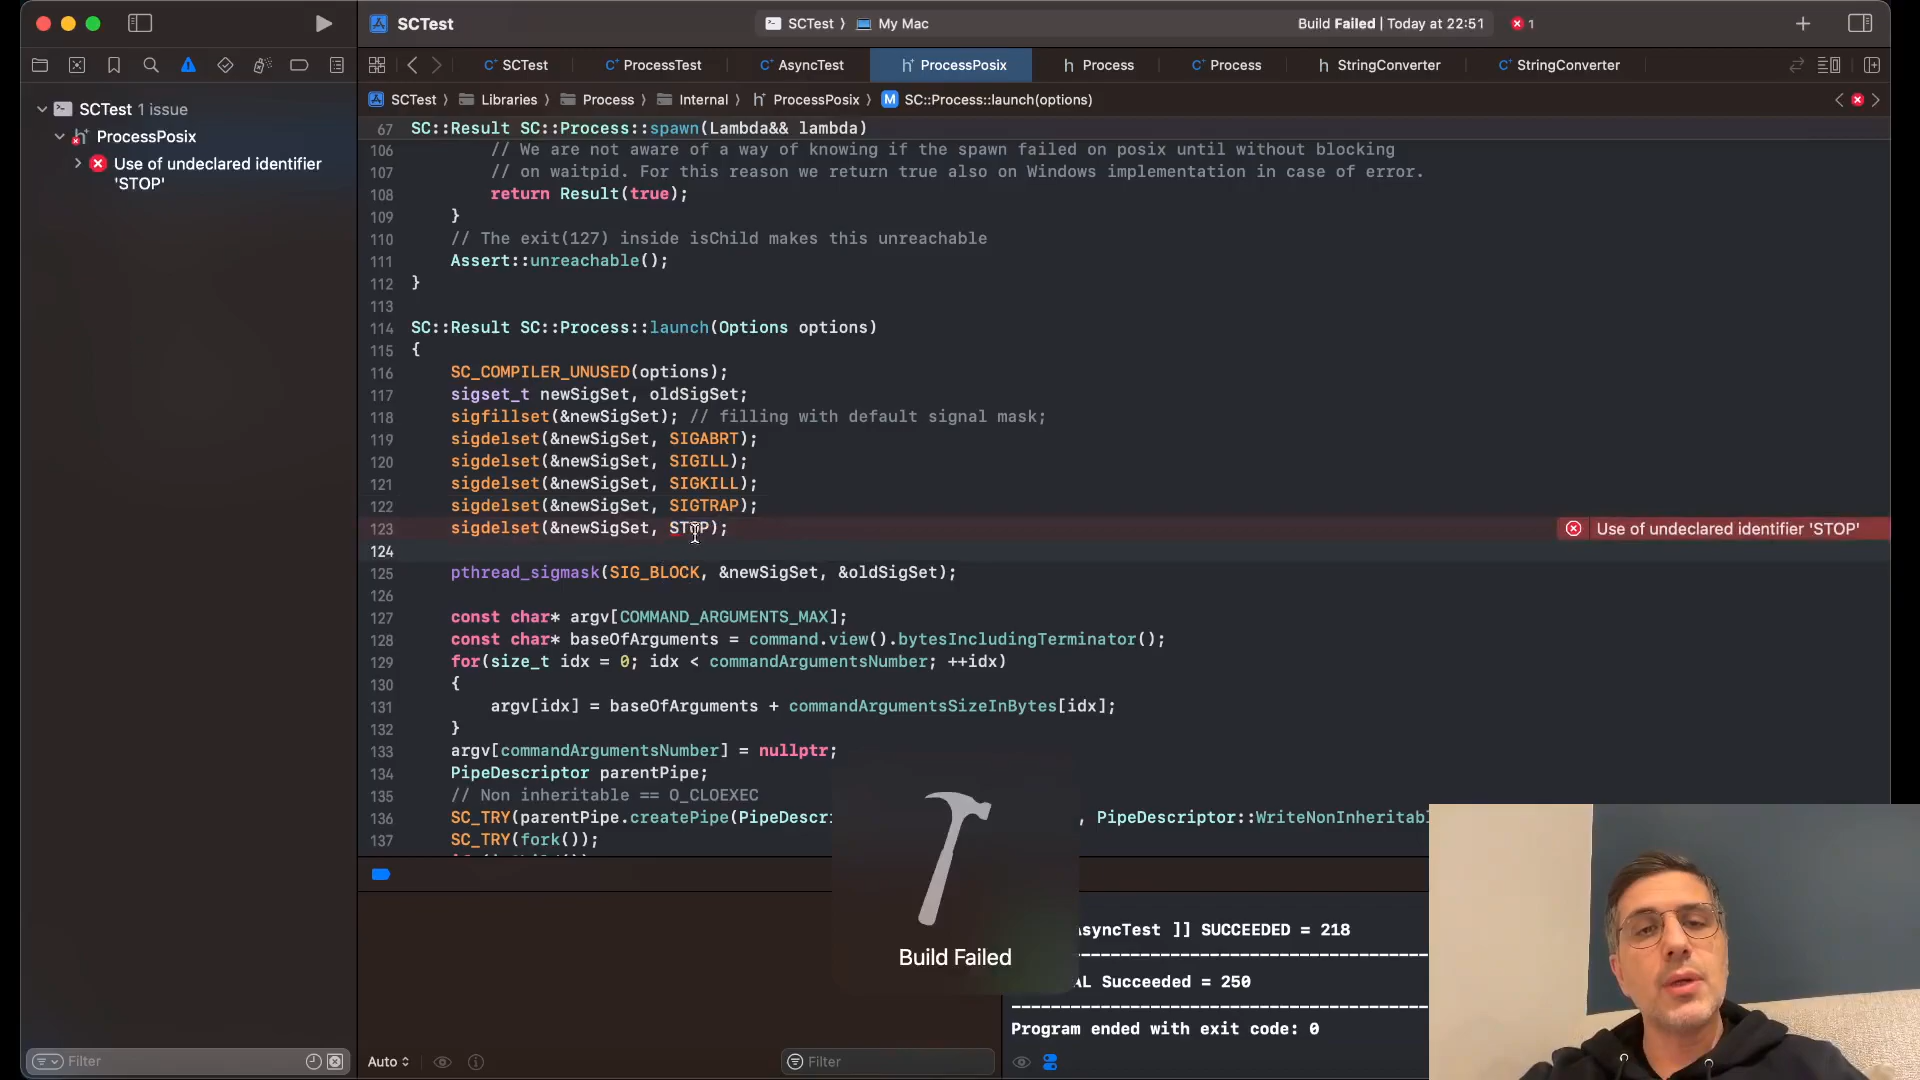 SCTest
SCTest 〉 My Mac
Build Failed | Today at 22:51
1
SCTest
ProcessTest
AsyncTest
ProcessPosix
Process
Process
StringConverter
StringConverter
SCTest 〉 Libraries 〉 Process 〉 Internal 〉 ProcessPosix 〉 M SC::Process::launch(options)
SCTest 1 issue
ProcessPosix
Use of undeclared identifier
'STOP'
67 SC::Result SC::Process::spawn(Lambda&& lambda)
106 // We are not aware of a way of knowing if the spawn failed on posix until without blocking
107 // on waitpid. For this reason we return true also on Windows implementation in case of error.
108 return Result(true);
109 }
110 // The exit(127) inside isChild makes this unreachable
111 Assert::unreachable();
112 }
113
114 SC::Result SC::Process::launch(Options options)
115 {
116 SC_COMPILER_UNUSED(options);
117 sigset_t newSigSet, oldSigSet;
118 sigfillset(&newSigSet); // filling with default signal mask;
119 sigdelset(&newSigSet, SIGABRT);
120 sigdelset(&newSigSet, SIGILL);
121 sigdelset(&newSigSet, SIGKILL);
122 sigdelset(&newSigSet, SIGTRAP);
123 sigdelset(&newSigSet, STOP); Use of undeclared identifier 'STOP'
124
125 pthread_sigmask(SIG_BLOCK, &newSigSet, &oldSigSet);
126
127 const char* argv[COMMAND_ARGUMENTS_MAX];
128 const char* baseOfArguments = command.view().bytesIncludingTerminator();
129 for(size_t idx = 0; idx < commandArgumentsNumber; ++idx)
130 {
131 argv[idx] = baseOfArguments + commandArgumentsSizeInBytes[idx];
132 }
133 argv[commandArgumentsNumber] = nullptr;
134 PipeDescriptor parentPipe;
135 // Non inheritable == O_CLOEXEC
136 SC_TRY(parentPipe.createPipe(PipeDescri , PipeDescriptor::WriteNonInheritabl
137 SC_TRY(fork());
Build Failed
AsyncTest ]] SUCCEEDED = 218
AL Succeeded = 250
Program ended with exit code: 0
Filter
Auto
Filter